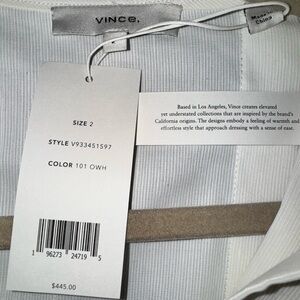 VINCE.
Made in
China
SIZE 2
STYLE V933451597
COLOR 101 OWH
1 96273 24719 5
$445.00
Based in Los Angeles, Vince creates elevated
yet understated collections that are inspired by the brand's
California origins. The designs embody a feeling of warmth and
effortless style that approach dressing with a sense of ease.